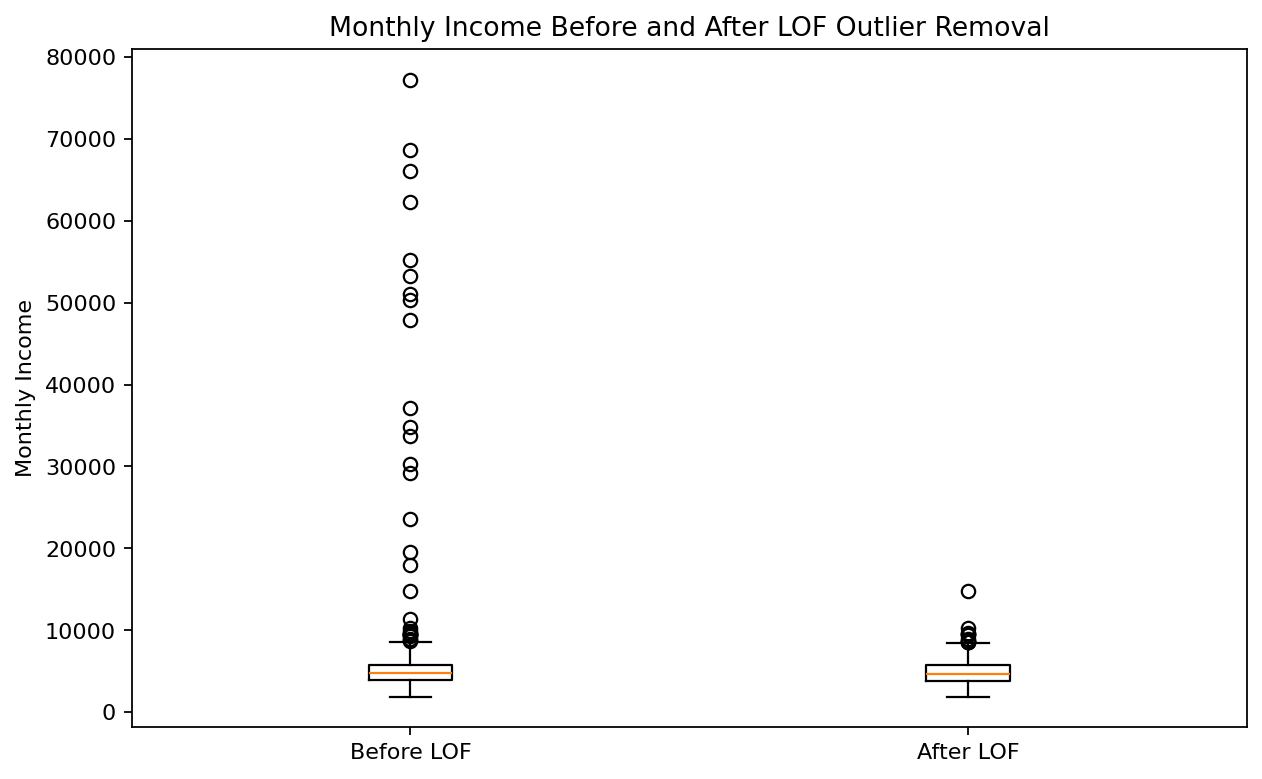 Monthly Income Before and After LOF Outlier Removal
80000
70000
60000
50000
40000
30000
20000
10000
0
Monthly Income
Before LOF
After LOF